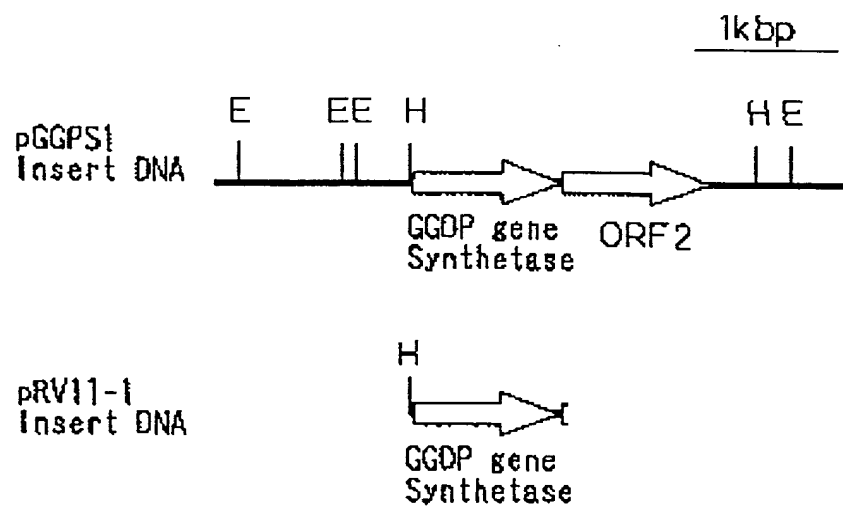 1kbp
E EE H H E
pGGPS1
Insert DNA
GGDP gene
Synthetase
ORF2
H
pRV11-1
Insert DNA
GGDP gene
Synthetase